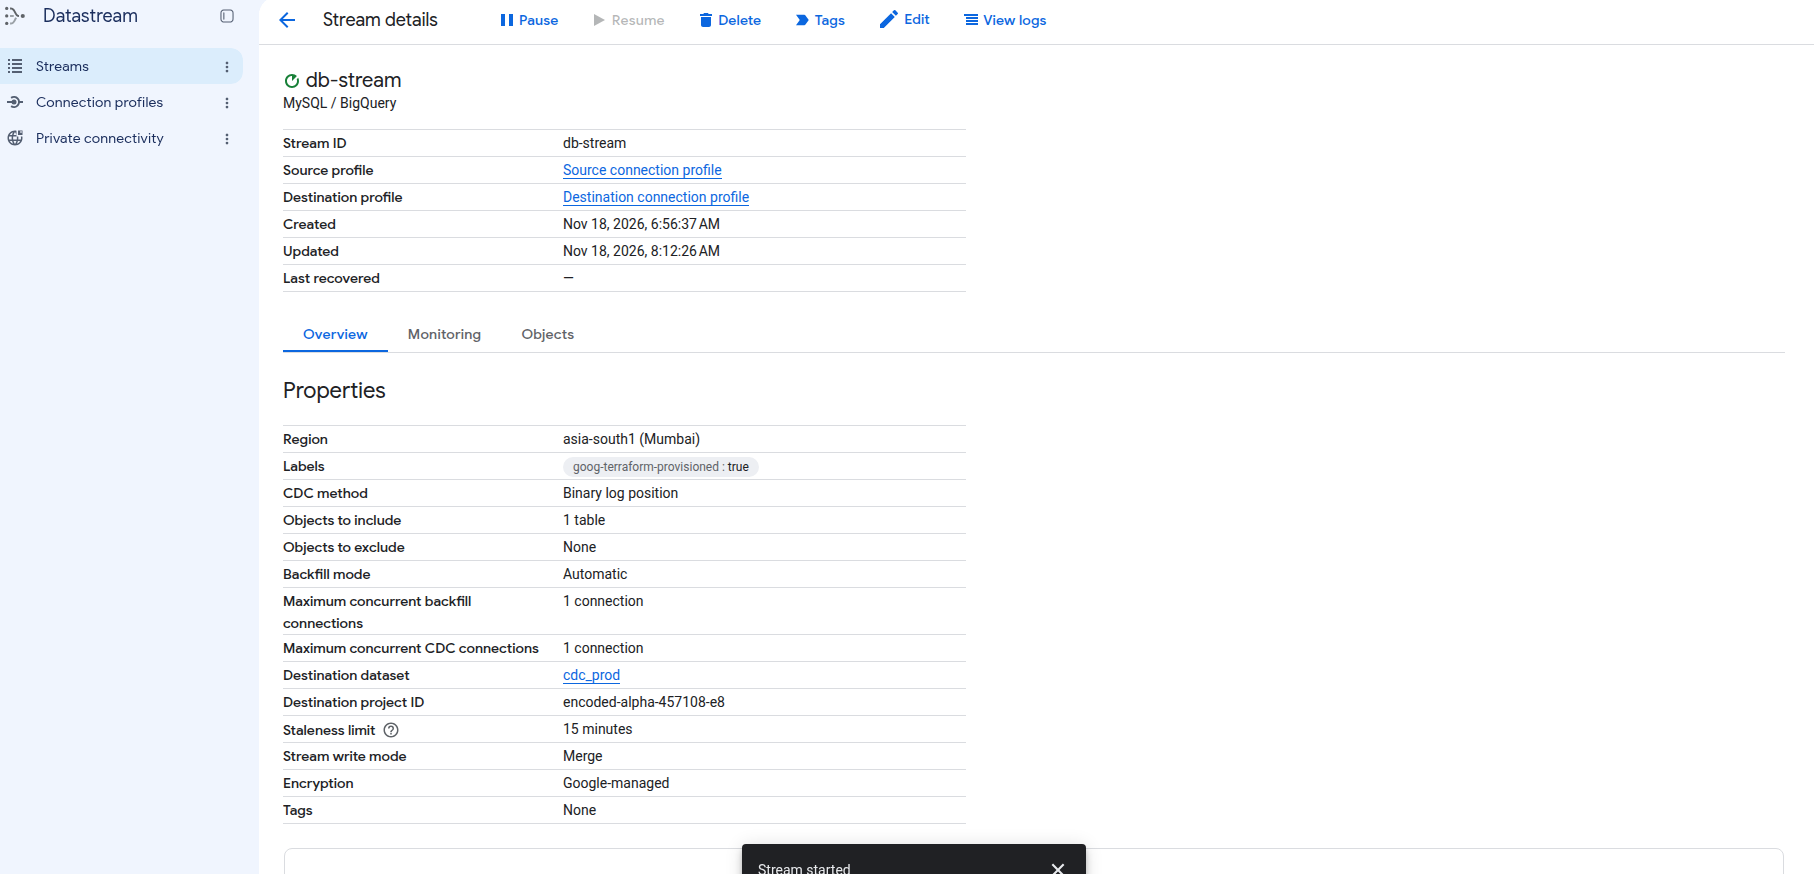 Datastream
Streams
Connection profiles
Private connectivity
Stream details
Pause
Resume
Delete
Tags
Edit
View logs
db-stream
MySQL / BigQuery
Stream ID db-stream
Source profile Source connection profile
Destination profile Destination connection profile
Created Nov 18, 2026, 6:56:37 AM
Updated Nov 18, 2026, 8:12:26 AM
Last recovered —
Overview Monitoring Objects
Properties
Region asia-south1 (Mumbai)
Labels goog-terraform-provisioned : true
CDC method Binary log position
Objects to include 1 table
Objects to exclude None
Backfill mode Automatic
Maximum concurrent backfill 1 connection
connections
Maximum concurrent CDC connections 1 connection
Destination dataset cdc_prod
Destination project ID encoded-alpha-457108-e8
Staleness limit 15 minutes
Stream write mode Merge
Encryption Google-managed
Tags None
Stream started